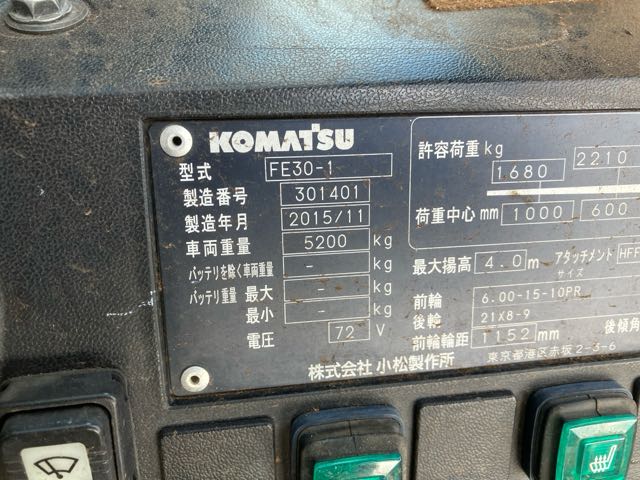 KOMATSU
型式 FE30-1
製造番号 301401
製造年月 2015/11
車両重量 5200 kg
バッテリを除く車両重量 - kg
バッテリ重量 最大 - kg
最小 - kg
電圧 72 V
株式会社 小松製作所
許容荷重 kg 1680 2210
荷重中心 mm 1000 600
最大揚高 4.0 m アタッチメントサイズ HFF
前輪 6.00-15-10PR
後輪 21X8-9
前輪輪距 1152 mm 後傾角
東京都港区赤坂 2-3-6